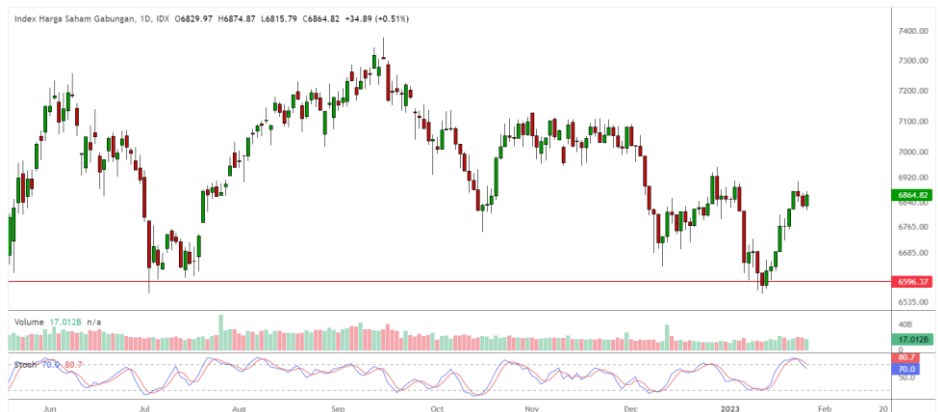 Index Harga Saham Gabungan, 1D, IDX O6829.97 H6874.87 L6815.79 C6864.82 +34.89 (+0.51%)
7400.00
7300.00
7200.00
7100.00
7000.00
6920.00
6864.82
6840.00
6765.00
6685.00
6596.37
6535.00
Volume 17.012B n/a
40B
17.012B
0
Stoch 70.0 80.7
80.7
70.0
50.0
Jun Jul Aug Sep Oct Nov Dec 2023 Feb 20